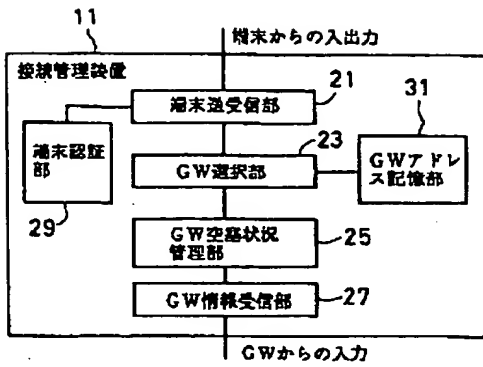 11
端末からの入出力
接続管理装置
21
端末送受信部
31
23
端末認証
部
GW選択部
GWアドレ
ス記憶部
29
GW空塞状況
管理部
25
GW情報受信部
27
GWからの入力